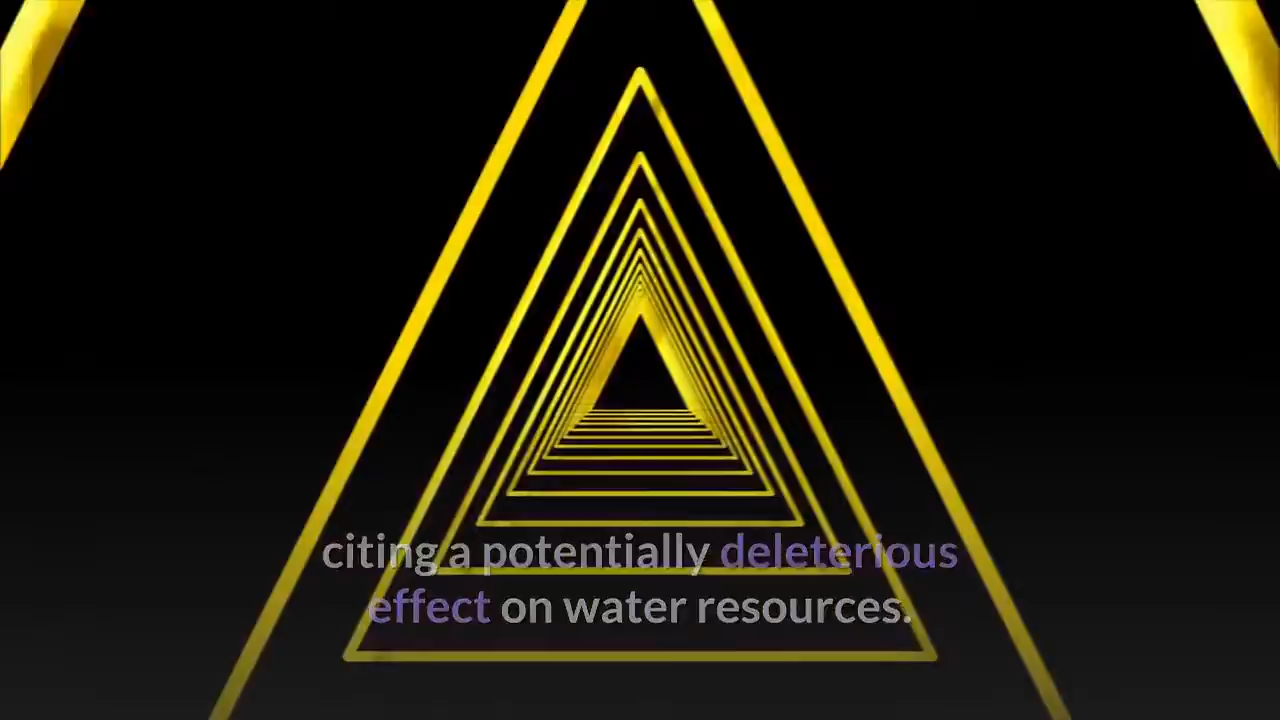 citing a potentially deleterious
effect on water resources.